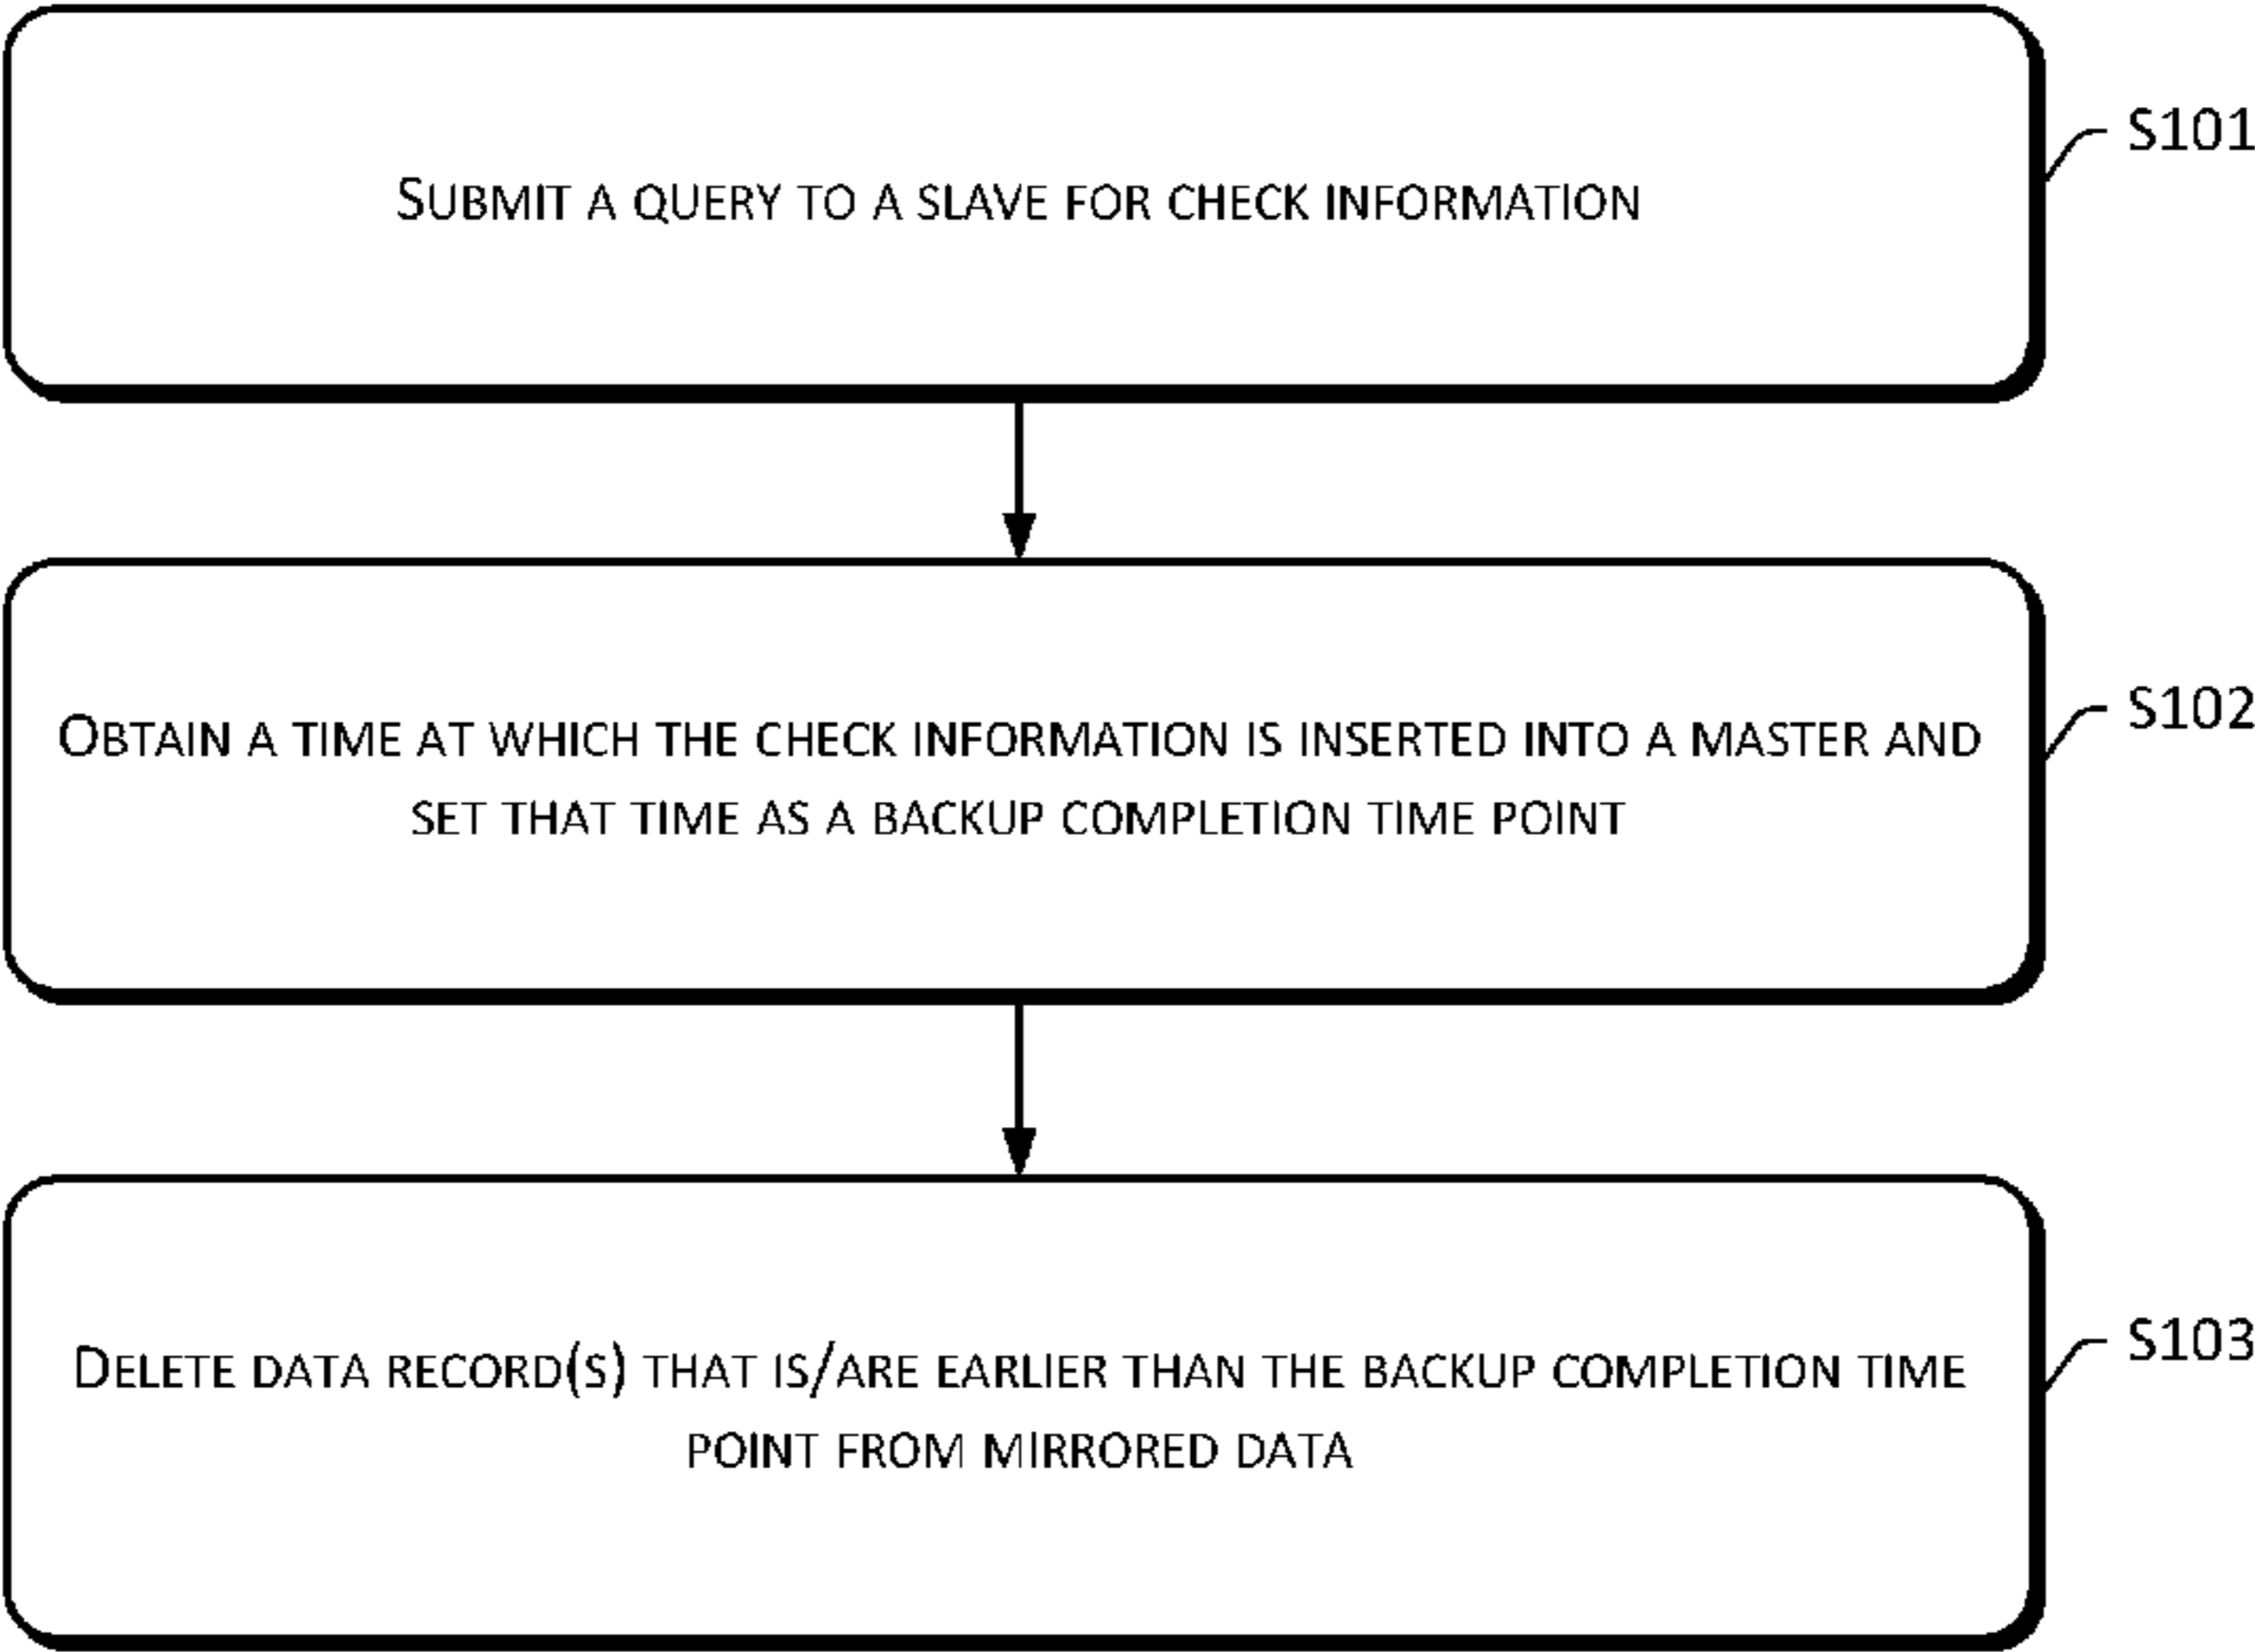 SUBMIT A QUERY TO A SLAVE FOR CHECK INFORMATION
S101
OBTAIN A TIME AT WHICH THE CHECK INFORMATION IS INSERTED INTO A MASTER AND
SET THAT TIME AS A BACKUP COMPLETION TIME POINT
S102
DELETE DATA RECORD(S) THAT IS/ARE EARLIER THAN THE BACKUP COMPLETION TIME
POINT FROM MIRRORED DATA
S103